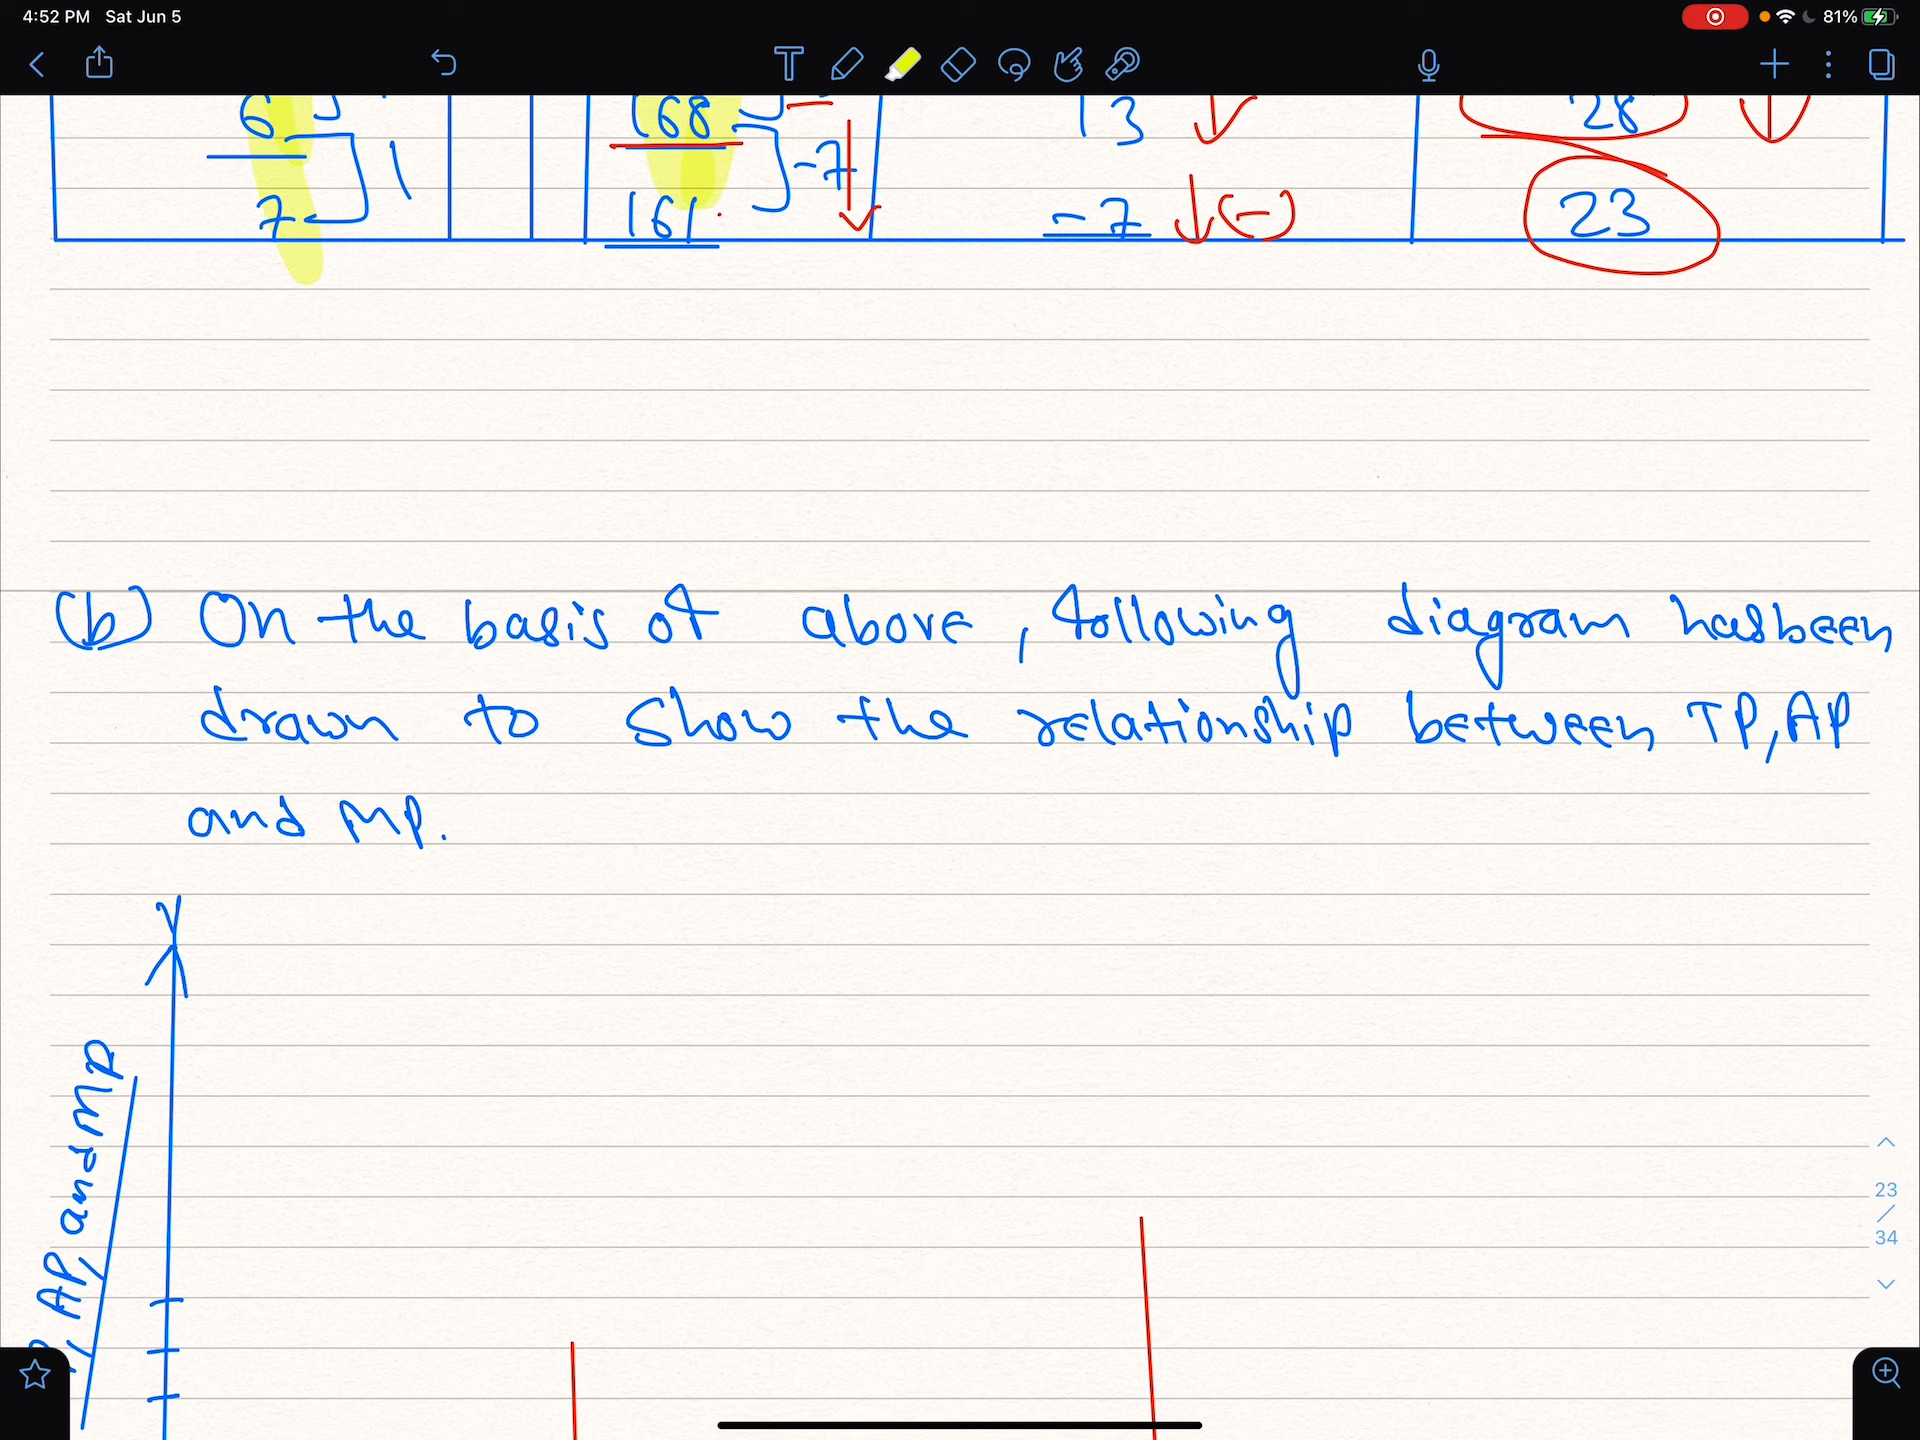 4:52 PM Sat Jun 5 81%
T
6 168 13 28
1 -7
7 161 -7 (-) 23
(b) On the basis of above, following diagram has been
drawn to show the relationship between TP, AP
and MP.
Y
AP, and MP
23
/
34